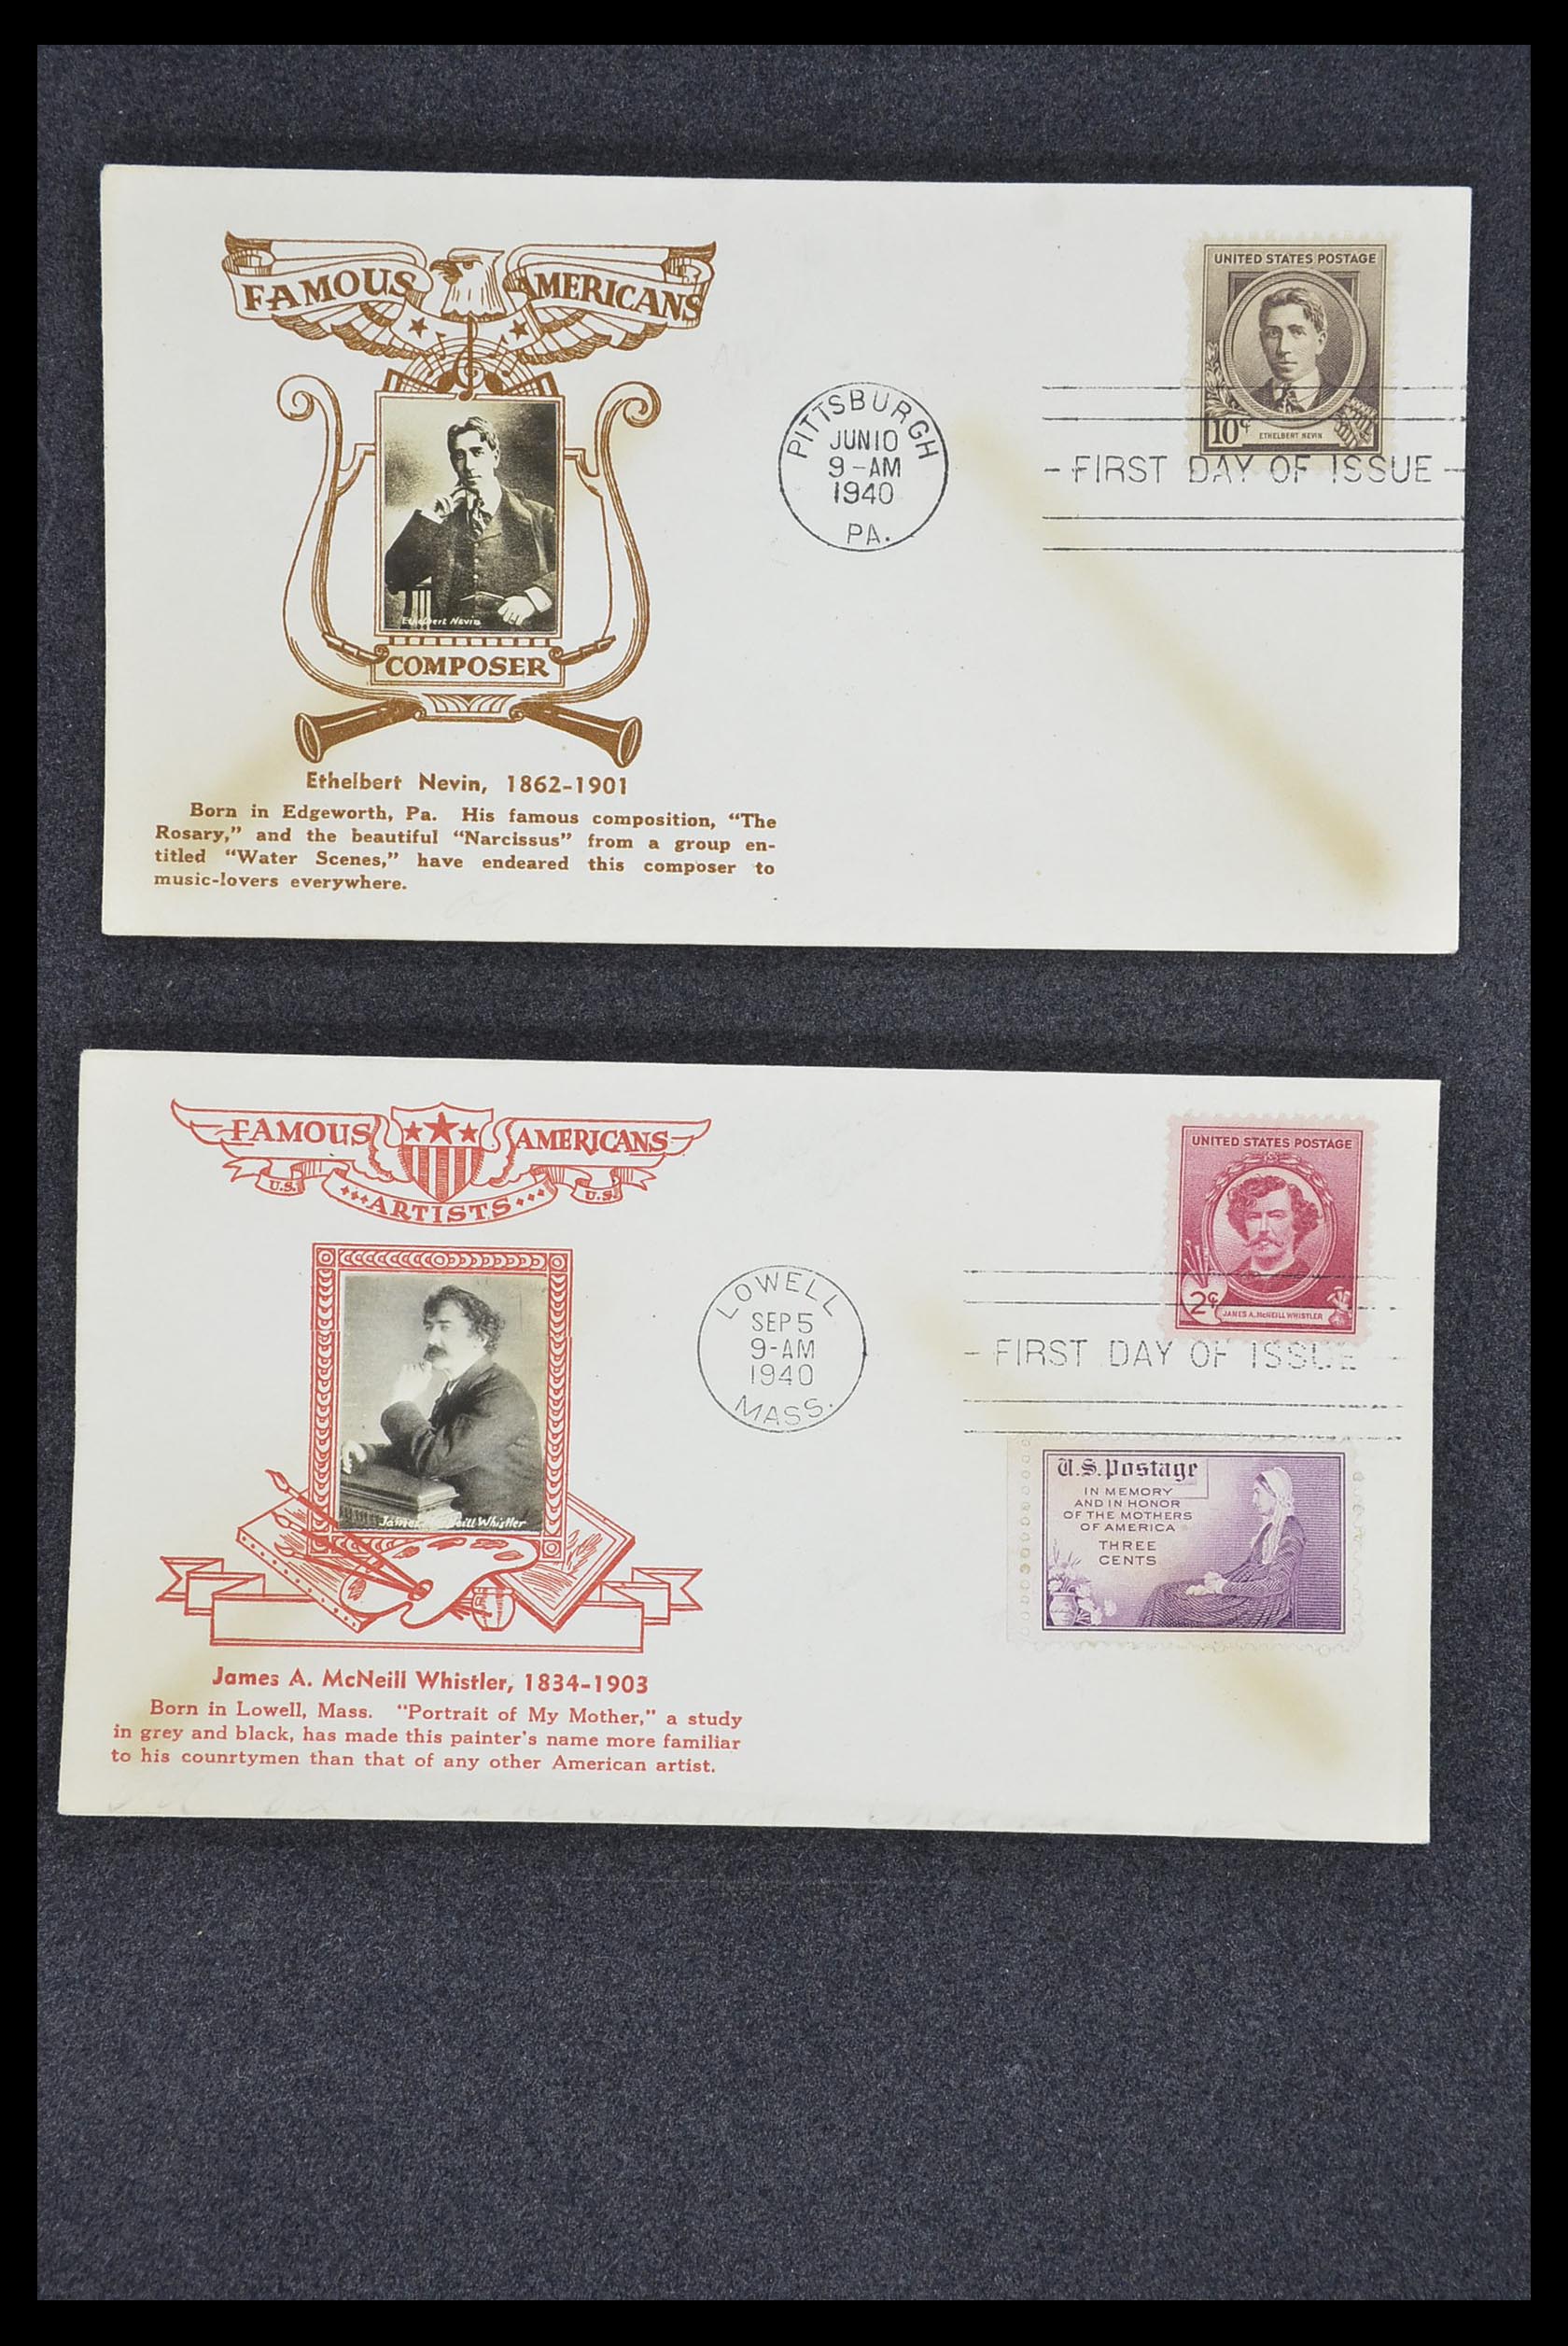 FAMOUS AMERICANS
Ethelbert Nevin
COMPOSER
Ethelbert Nevin, 1862-1901
Born in Edgeworth, Pa. His famous composition, "The
Rosary," and the beautiful "Narcissus" from a group en-
titled "Water Scenes," have endeared this composer to
music-lovers everywhere.
PITTSBURGH
JUN 10
9-AM
1940
PA.
UNITED STATES POSTAGE
10¢
ETHELBERT NEVIN
- FIRST DAY OF ISSUE -
FAMOUS AMERICANS
U.S. U.S.
ARTISTS
James McNeill Whistler
James A. McNeill Whistler, 1834-1903
Born in Lowell, Mass. "Portrait of My Mother," a study
in grey and black, has made this painter's name more familiar
to his counrtymen than that of any other American artist.
LOWELL
SEP 5
9-AM
1940
MASS.
UNITED STATES POSTAGE
2¢
JAMES A. McNEILL WHISTLER
- FIRST DAY OF ISSUE -
U.S. Postage
IN MEMORY
AND IN HONOR
OF THE MOTHERS
OF AMERICA
THREE
CENTS